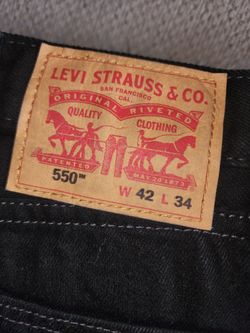 LEVI STRAUSS & CO.
SAN FRANCISCO
CAL.
ORIGINAL RIVETED
QUALITY CLOTHING
PATENTED MAY 20 1873
550™ W 42 L 34